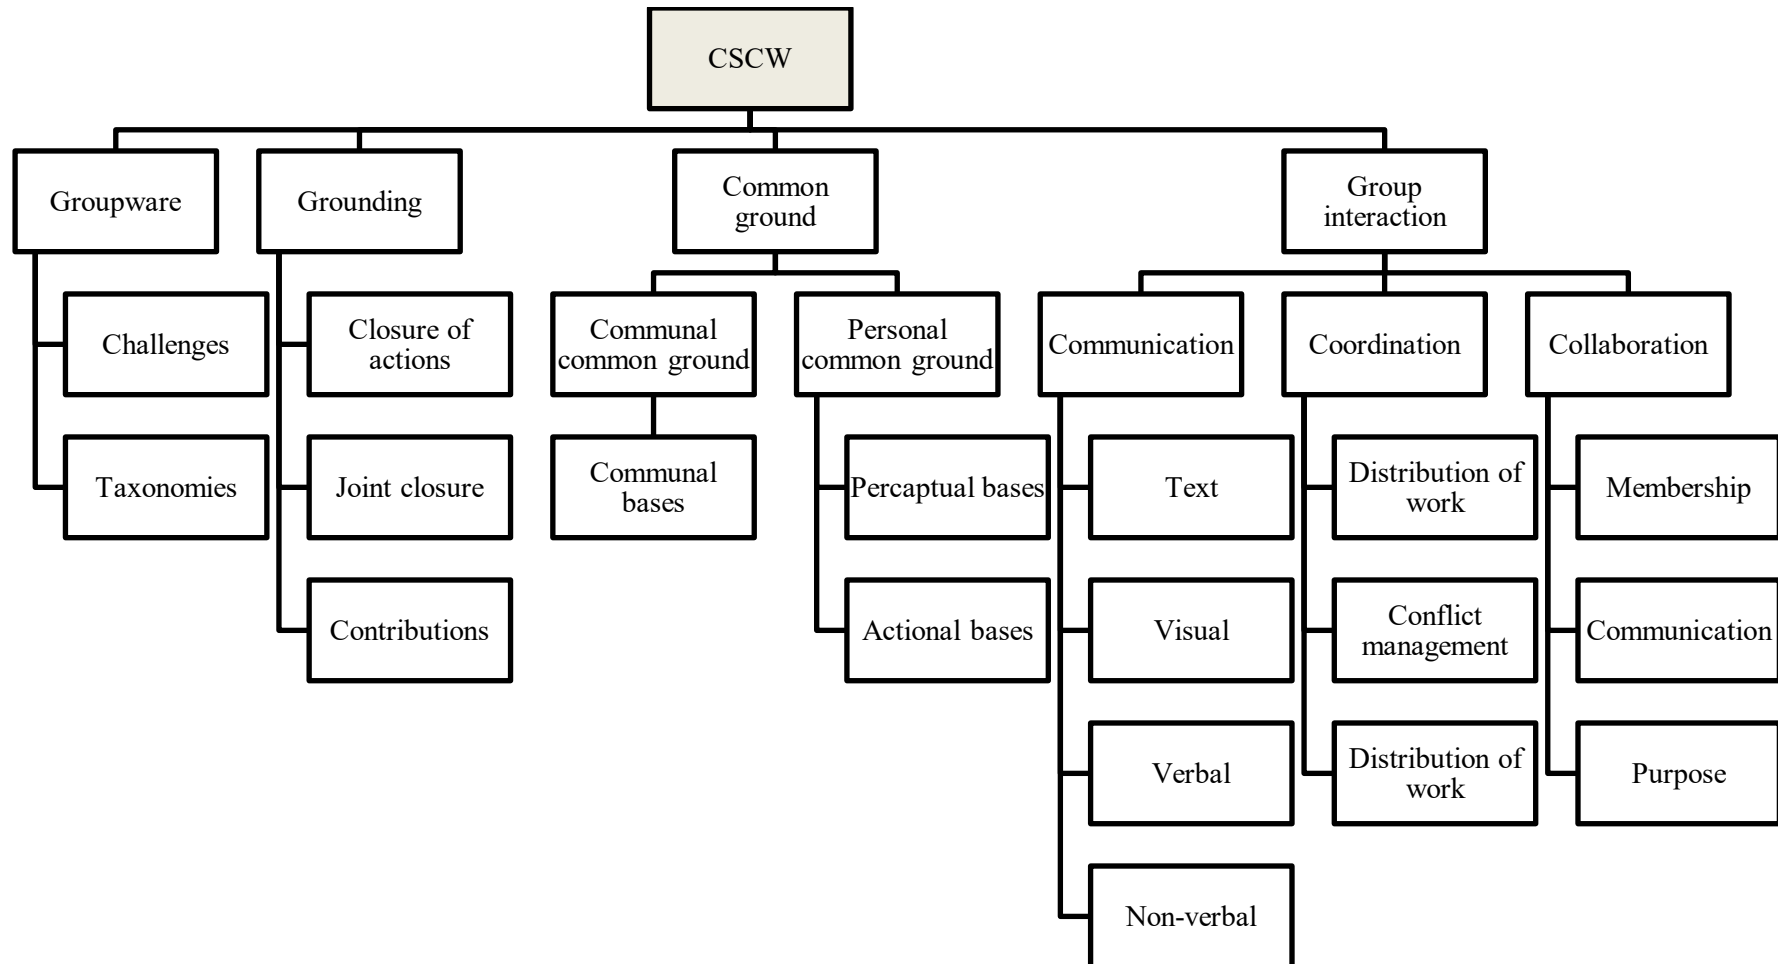 CSCW
Groupware
Grounding
Common
ground
Group
interaction
Challenges
Closure of
actions
Communal
common ground
Personal
common ground
Communication
Coordination
Collaboration
Taxonomies
Joint closure
Communal
bases
Percaptual bases
Text
Distribution of
work
Membership
Contributions
Actional bases
Visual
Conflict
management
Communication
Verbal
Distribution of
work
Purpose
Non-verbal